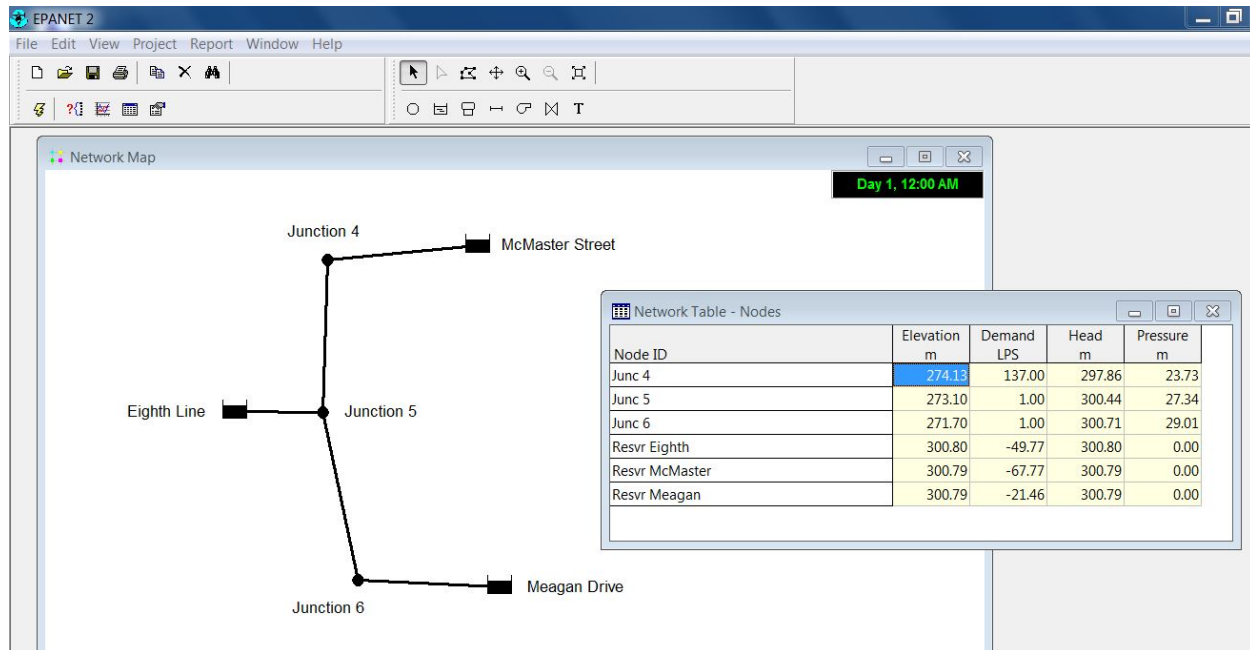 EPANET 2
File Edit View Project Report Window Help
T
Network Map
Day 1, 12:00 AM
Junction 4
McMaster Street
Eighth Line
Junction 5
Meagan Drive
Junction 6
Network Table - Nodes
Node ID Elevation m Demand LPS Head m Pressure m
Junc 4 274.13 137.00 297.86 23.73
Junc 5 273.10 1.00 300.44 27.34
Junc 6 271.70 1.00 300.71 29.01
Resvr Eighth 300.80 -49.77 300.80 0.00
Resvr McMaster 300.79 -67.77 300.79 0.00
Resvr Meagan 300.79 -21.46 300.79 0.00